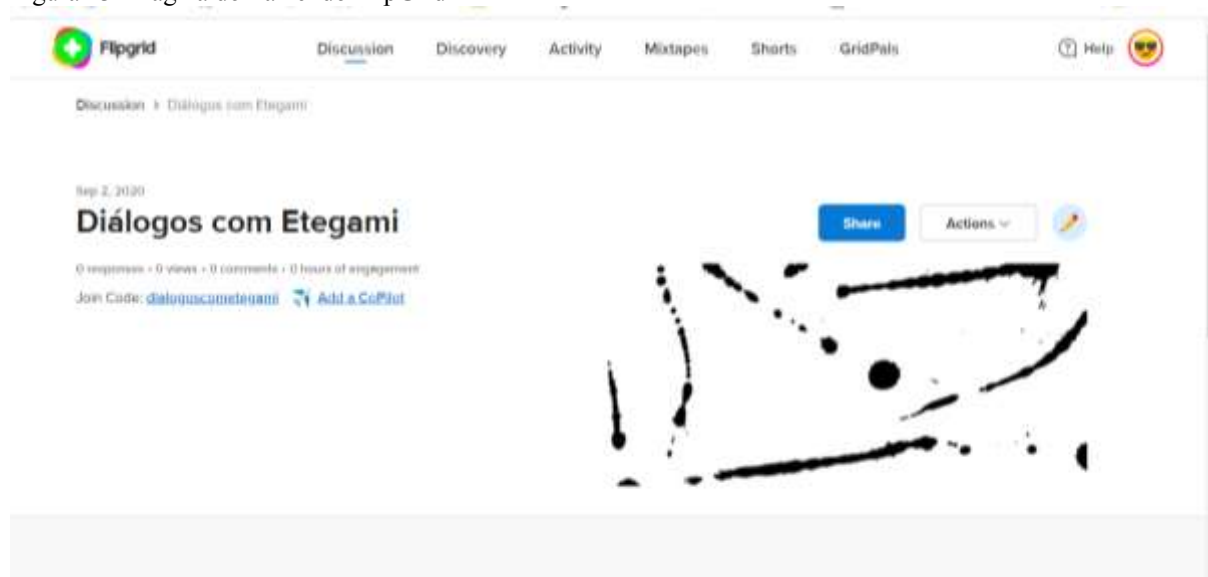 Flipgrid Discussion Discovery Activity Mixtapes Shorts GridPals Help
Discussion Diálogos com Etegami
Sep 2, 2020
Diálogos com Etegami
Share Actions
0 responses • 0 views • 0 comments • 0 hours of engagement
Join Code: dialogoscometegami Add a CoPilot